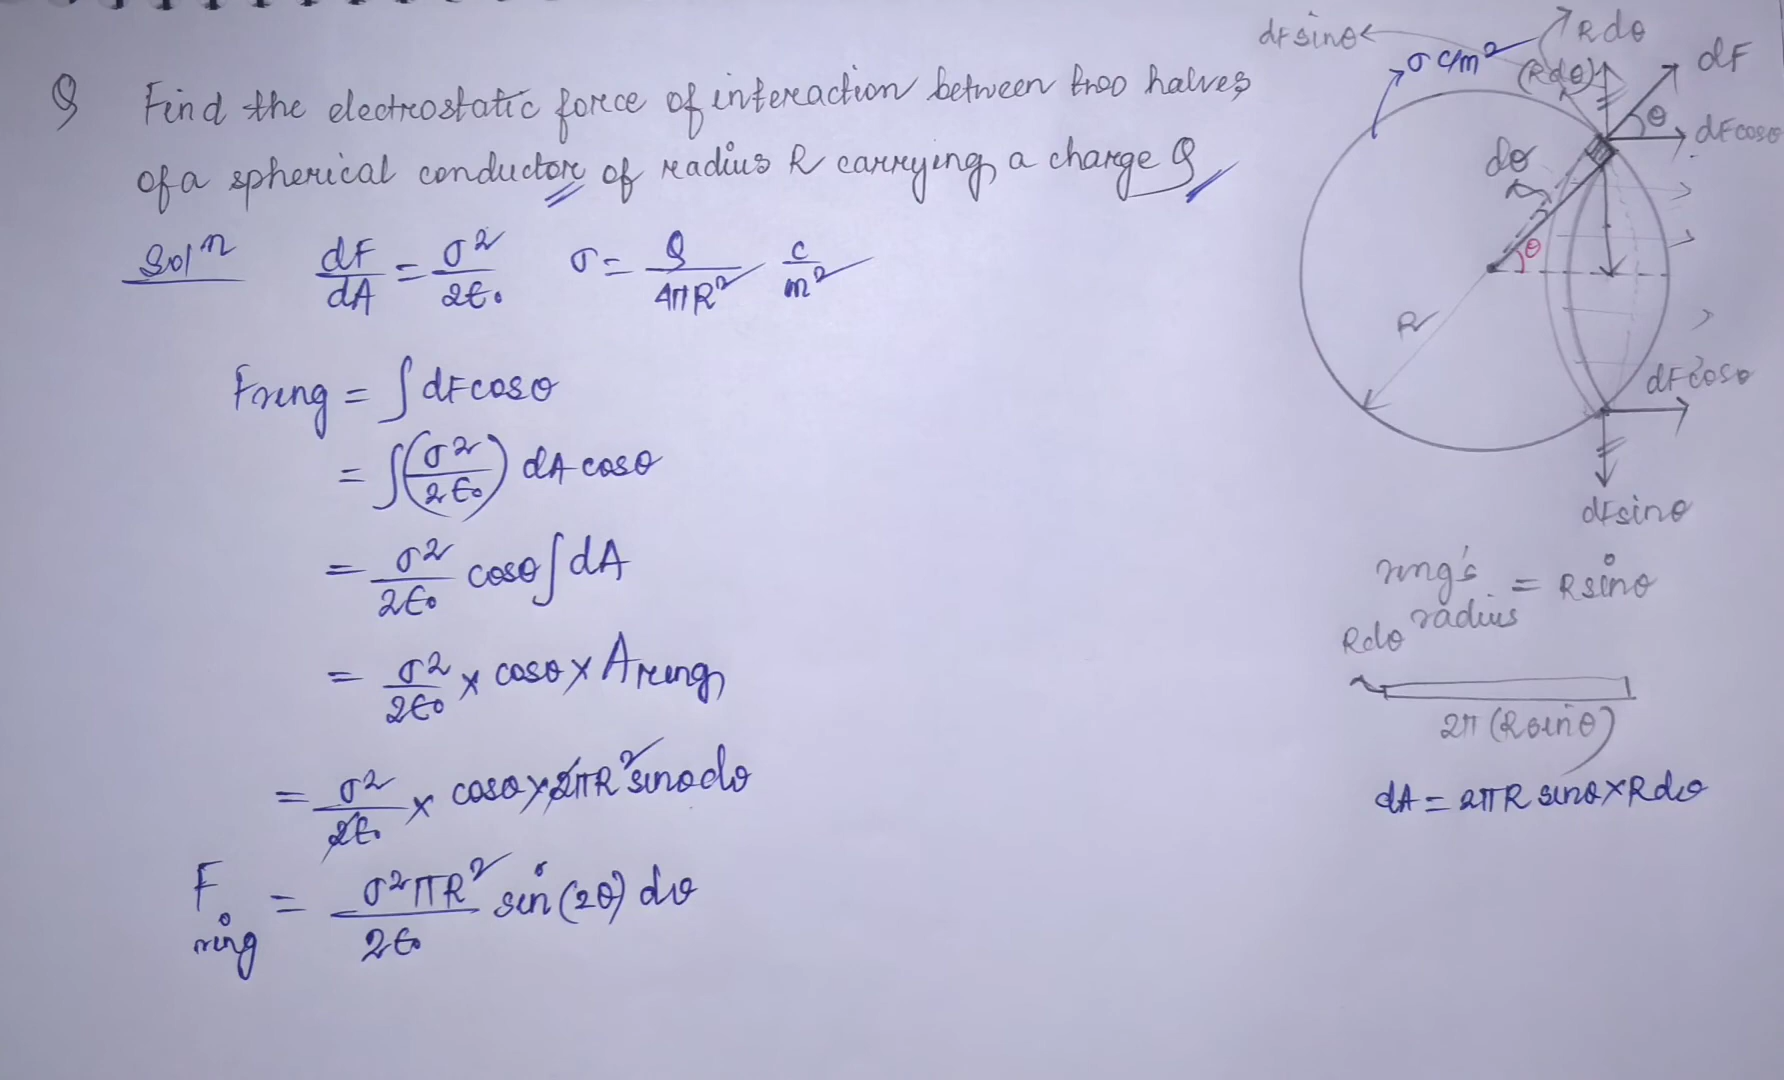 Q Find the electrostatic force of interaction between two halves
of a spherical conductor of radius R carrying a charge Q
Solⁿ dF/dA = σ²/2ε₀ σ = Q/4πR² c/m²
Fring = ∫ dF cosθ
= ∫(σ²/2ε₀) dA cosθ
= σ²/2ε₀ cosθ ∫ dA
= σ²/2ε₀ × cosθ × Aring
= σ²/2ε₀ × cosθ × 2πR² sinθ dθ
Fring = σ²πR²/2ε₀ sin(2θ) dθ
dF sinθ
σ c/m²
Rdθ
(Rdθ)
dF
θ
dF cosθ
dθ
θ
R
dF cosθ
dF sinθ
ring's radius = R sinθ
Rdθ
2π (R sinθ)
dA = 2πR sinθ × R dθ